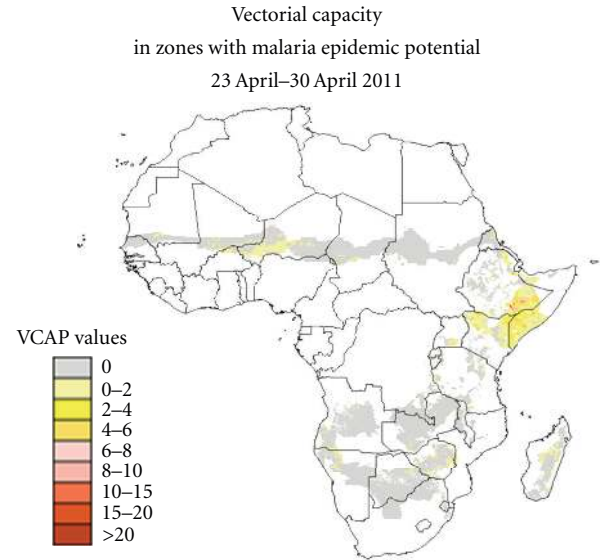 Vectorial capacity
in zones with malaria epidemic potential
23 April–30 April 2011
VCAP values
0
0–2
2–4
4–6
6–8
8–10
10–15
15–20
>20